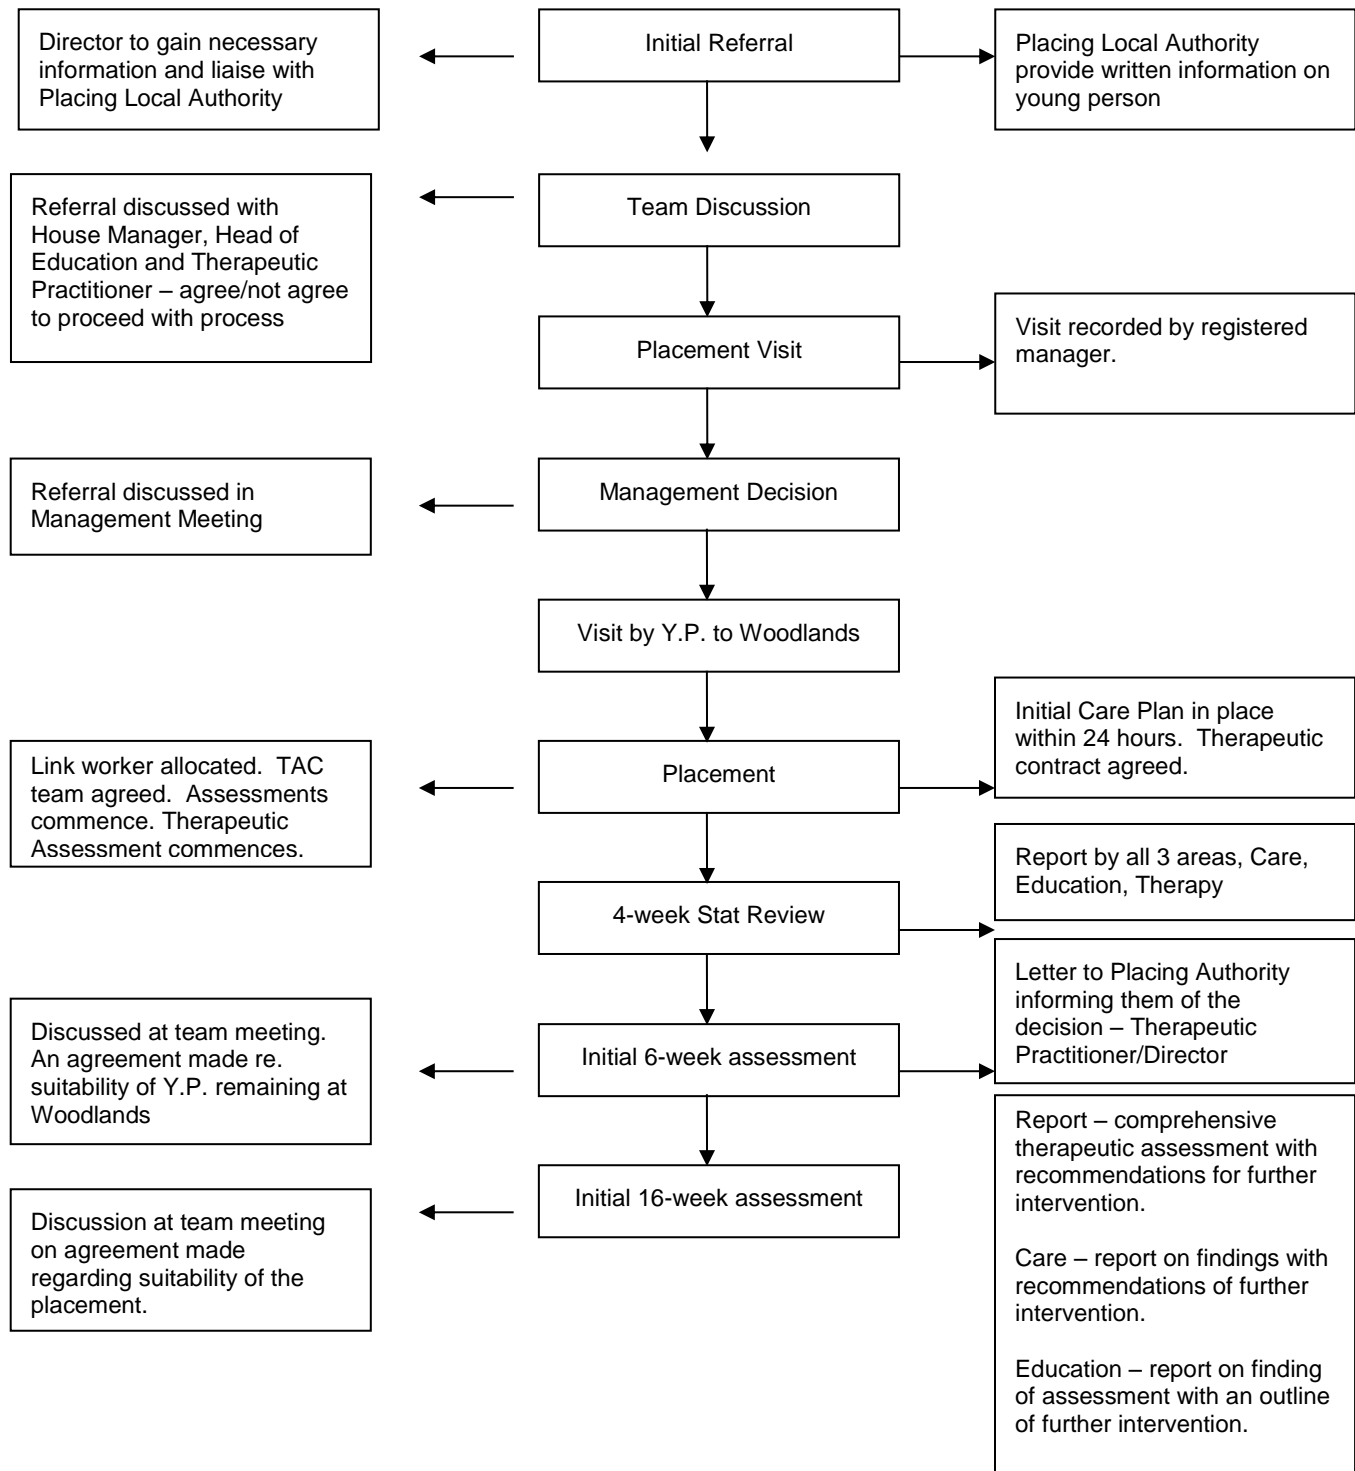 Initial Referral
Director to gain necessary
information and liaise with
Placing Local Authority
Placing Local Authority
provide written information on
young person
Team Discussion
Referral discussed with
House Manager, Head of
Education and Therapeutic
Practitioner – agree/not agree
to proceed with process
Placement Visit
Visit recorded by registered
manager.
Management Decision
Referral discussed in
Management Meeting
Visit by Y.P. to Woodlands
Placement
Link worker allocated.  TAC
team agreed.  Assessments
commence. Therapeutic
Assessment commences.
Initial Care Plan in place
within 24 hours.  Therapeutic
contract agreed.
4-week Stat Review
Report by all 3 areas, Care,
Education, Therapy
Initial 6-week assessment
Discussed at team meeting.
An agreement made re.
suitability of Y.P. remaining at
Woodlands
Letter to Placing Authority
informing them of the
decision – Therapeutic
Practitioner/Director
Initial 16-week assessment
Discussion at team meeting
on agreement made
regarding suitability of the
placement.
Report – comprehensive
therapeutic assessment with
recommendations for further
intervention.
Care – report on findings with
recommendations of further
intervention.
Education – report on finding
of assessment with an outline
of further intervention.